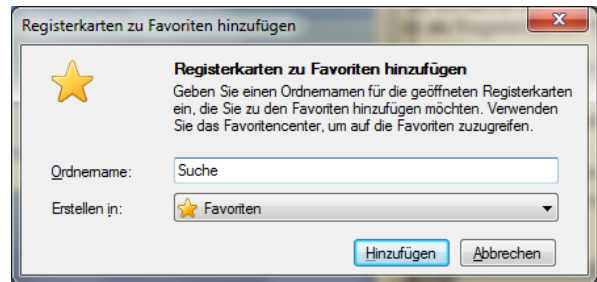 Registerkarten zu Favoriten hinzufügen
Registerkarten zu Favoriten hinzufügen
Geben Sie einen Ordnernamen für die geöffneten Registerkarten
ein, die Sie zu den Favoriten hinzufügen möchten. Verwenden
Sie das Favoritencenter, um auf die Favoriten zuzugreifen.
Ordnername: Suche
Erstellen in: Favoriten
Hinzufügen Abbrechen